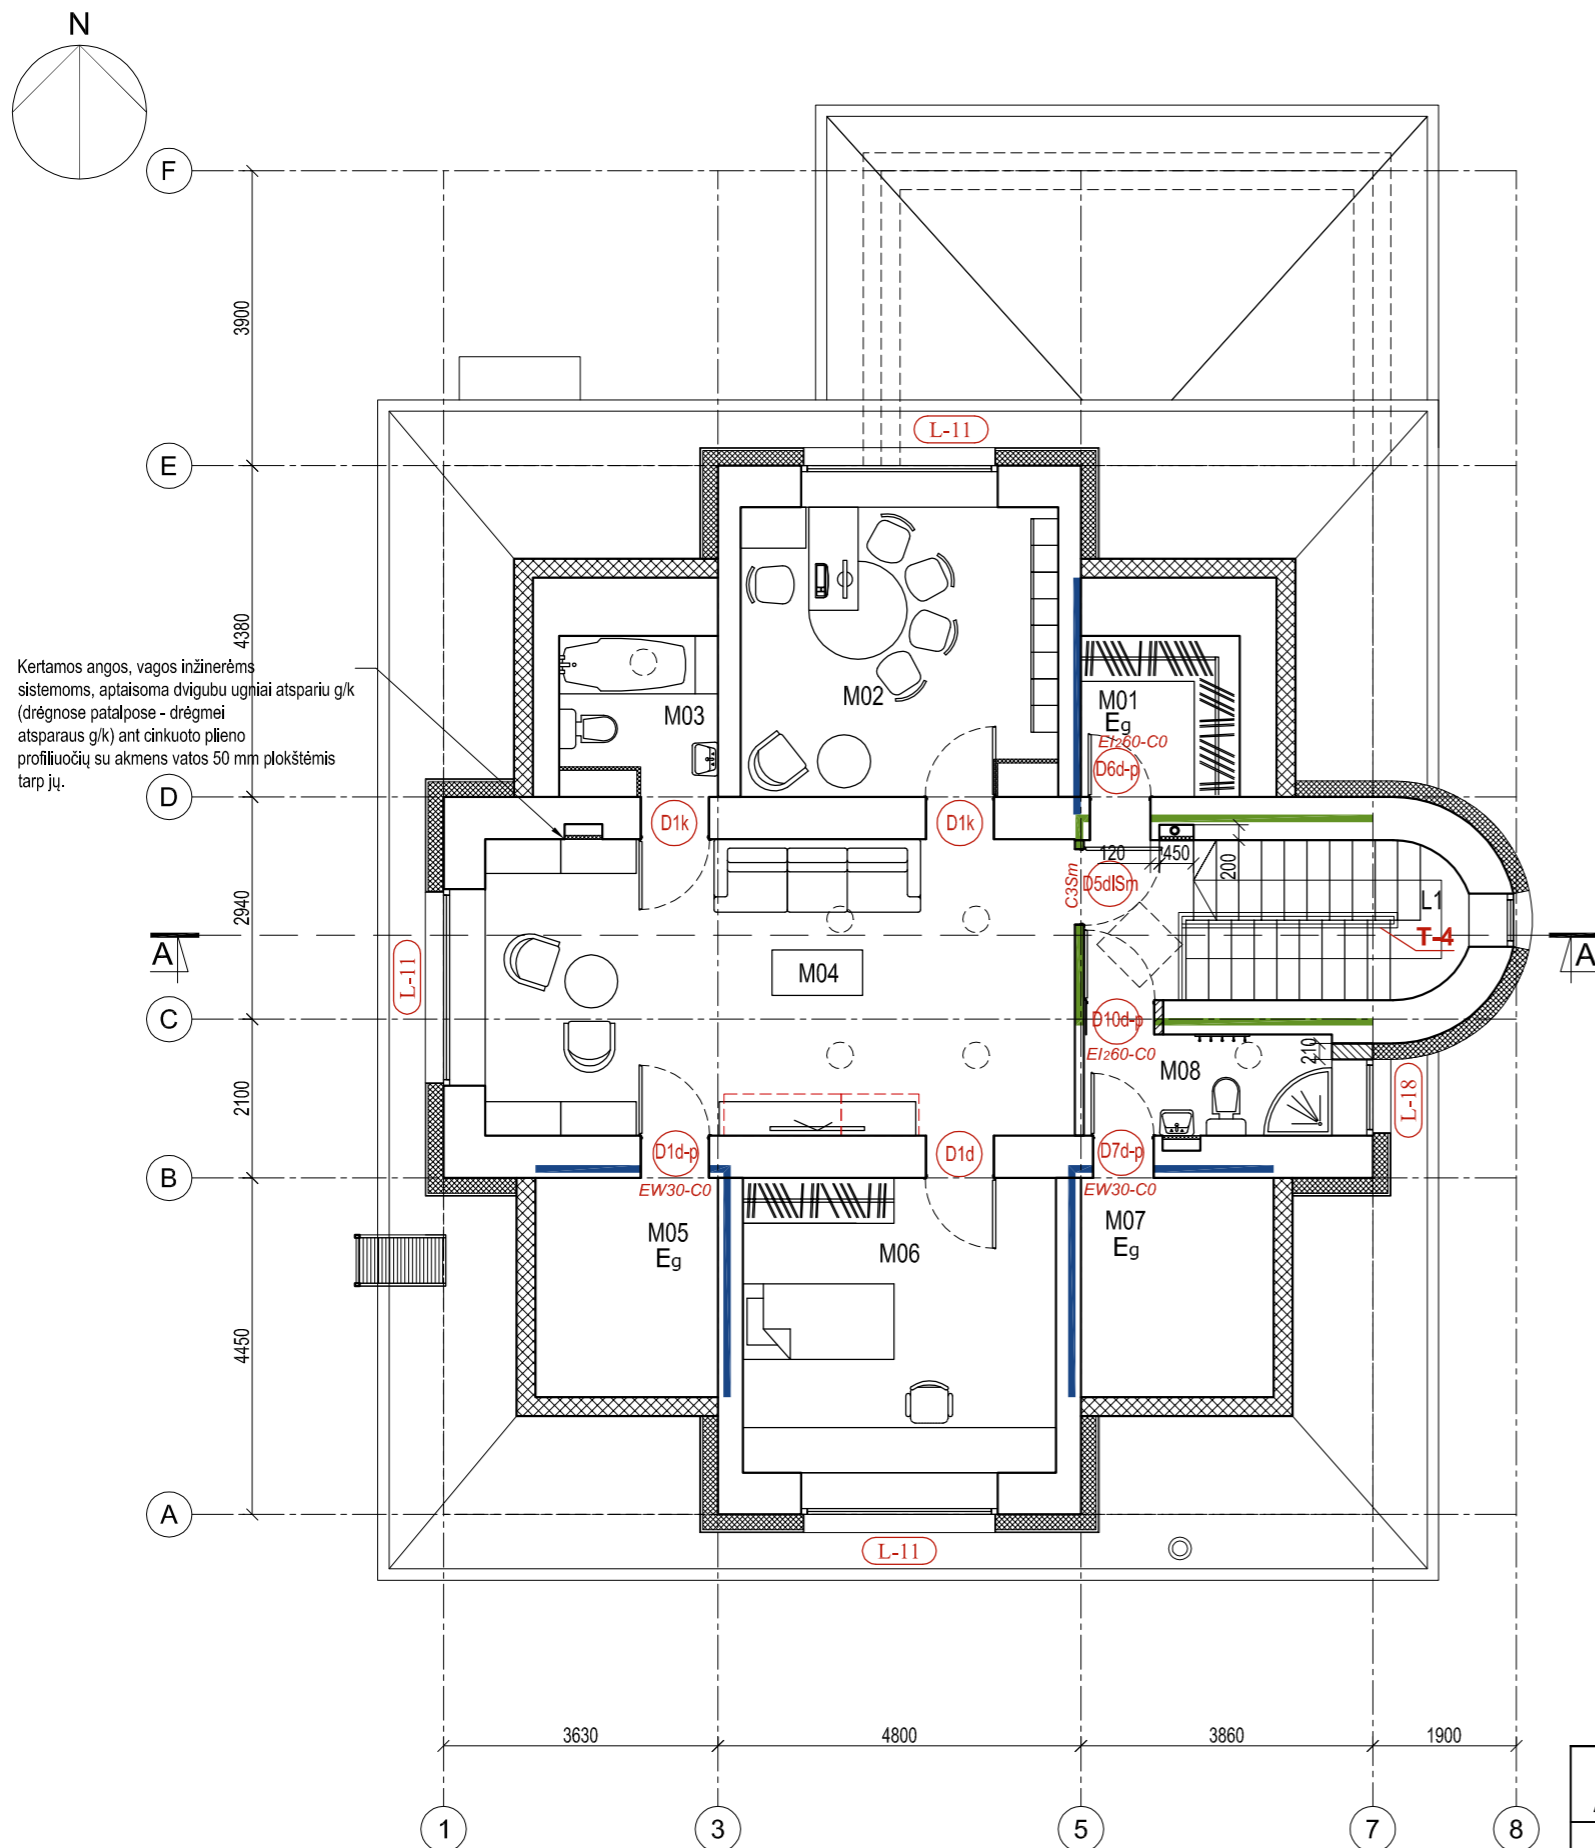 N
F
3900
L-11
E
4380
Kertamos angos, vagos inžinerėms
sistemoms, aptaisoma dvigubu ugniai atspariu g/k
(drėgnose patalpose - drėgmei
atsparaus g/k) ant cinkuoto plieno
profiliuočių su akmens vatos 50 mm plokštėmis
tarp jų.
M03
M02
M01
Eg
EI260-C0
D6d-p
D
D1k
D1k
120
450
200
C3Sm
D5dlSm
L1
2940
T-4
A
A
L-11
M04
C
D10d-p
EI260-C0
210
M08
2100
L-18
D1d-p
D1d
D7d-p
B
EW30-C0
EW30-C0
M05
Eg
M06
M07
Eg
4450
A
L-11
3630
4800
3860
1900
1
3
5
7
8